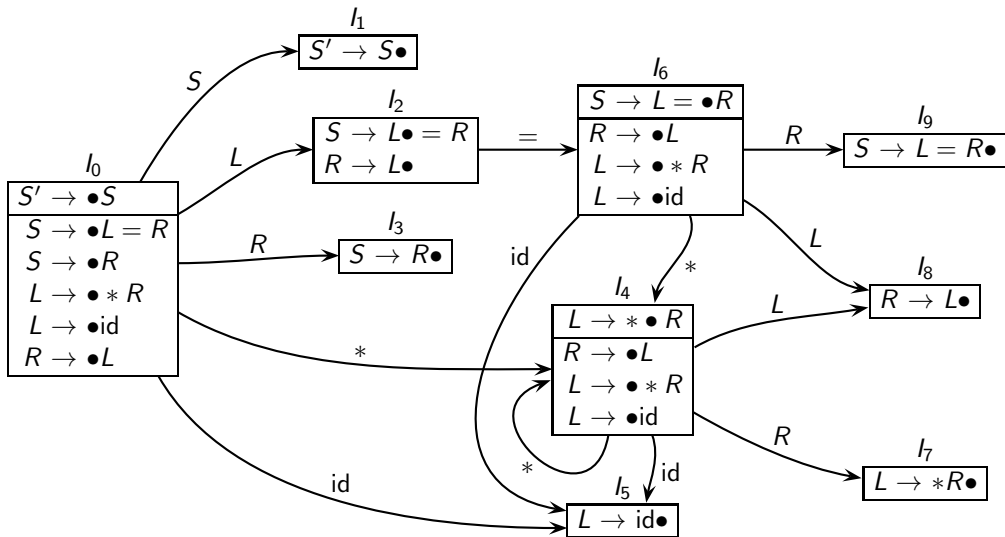 I₁
S′ → S●
S
I₆
S → L = ●R
R → ●L
L → ● ∗ R
L → ●id
I₂
S → L● = R
R → L●
=
R
I₉
S → L = R●
L
I₀
S′ → ●S
S → ●L = R
S → ●R
L → ● ∗ R
L → ●id
R → ●L
R
I₃
S → R●
id
∗
L
I₈
R → L●
I₄
L → ∗ ● R
R → ●L
L → ● ∗ R
L → ●id
L
∗
R
I₇
L → ∗R●
∗
id
id
I₅
L → id●